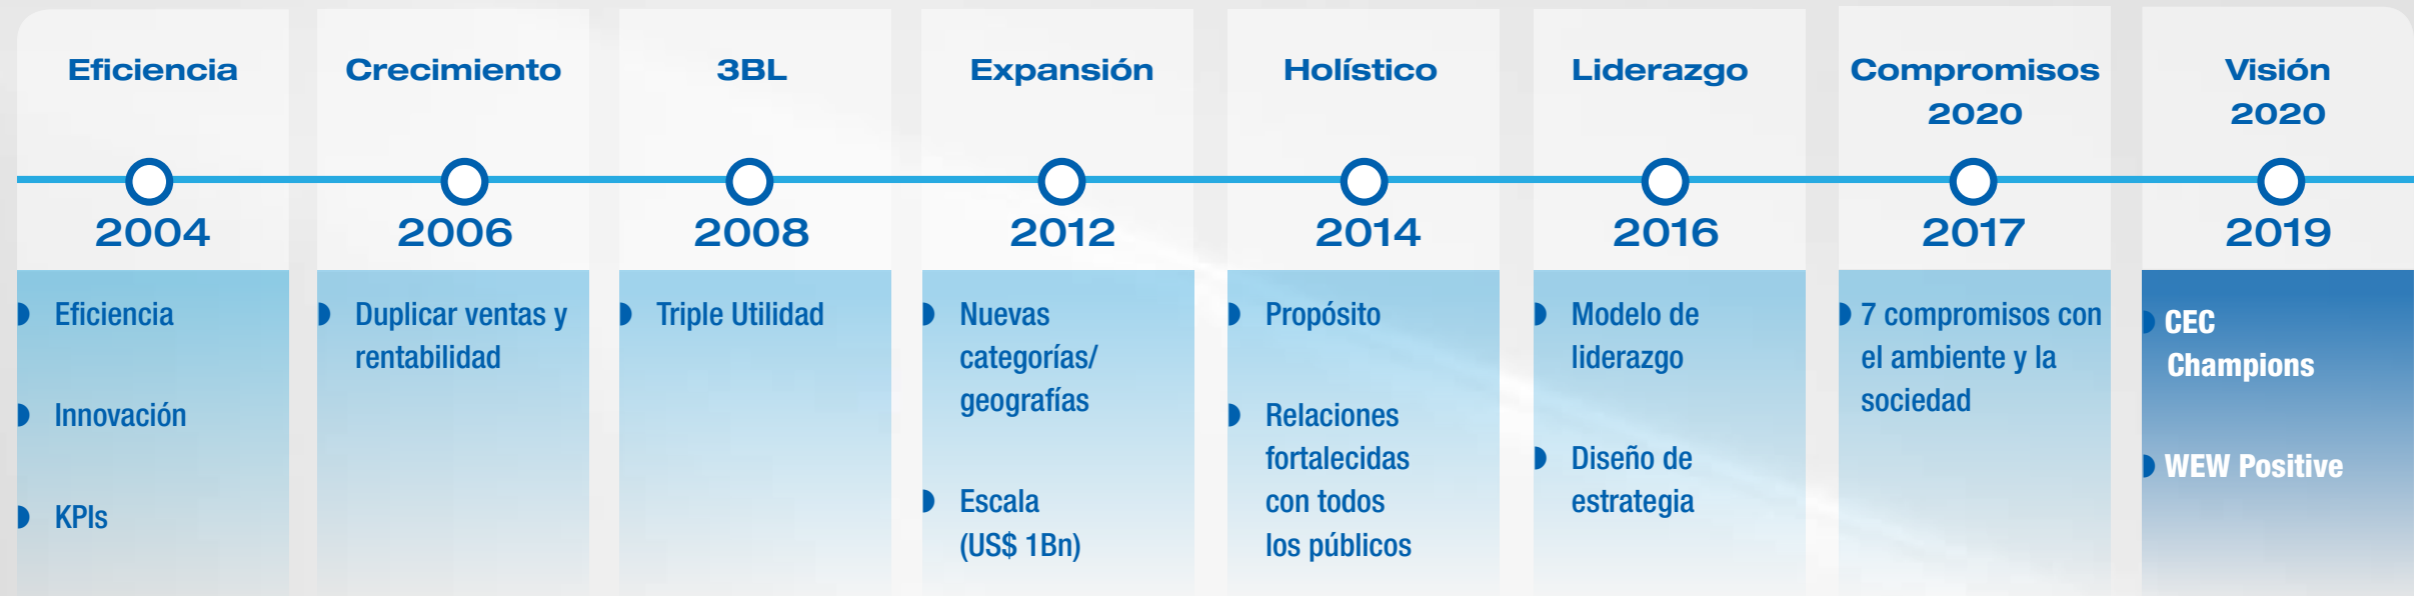 Eficiencia
2004
Eficiencia
Innovación
KPIs
Crecimiento
2006
Duplicar ventas y
rentabilidad
3BL
2008
Triple Utilidad
Expansión
2012
Nuevas
categorías/
geografías
Escala
(US$ 1Bn)
Holístico
2014
Propósito
Relaciones
fortalecidas
con todos
los públicos
Liderazgo
2016
Modelo de
liderazgo
Diseño de
estrategia
Compromisos
2020
2017
7 compromisos con
el ambiente y la
sociedad
Visión
2020
2019
CEC
Champions
WEW Positive